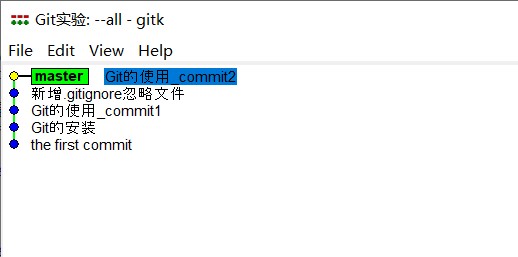 Git实验: --all - gitk
File Edit View Help
master Git的使用_commit2
新增.gitignore忽略文件
Git的使用_commit1
Git的安装
the first commit